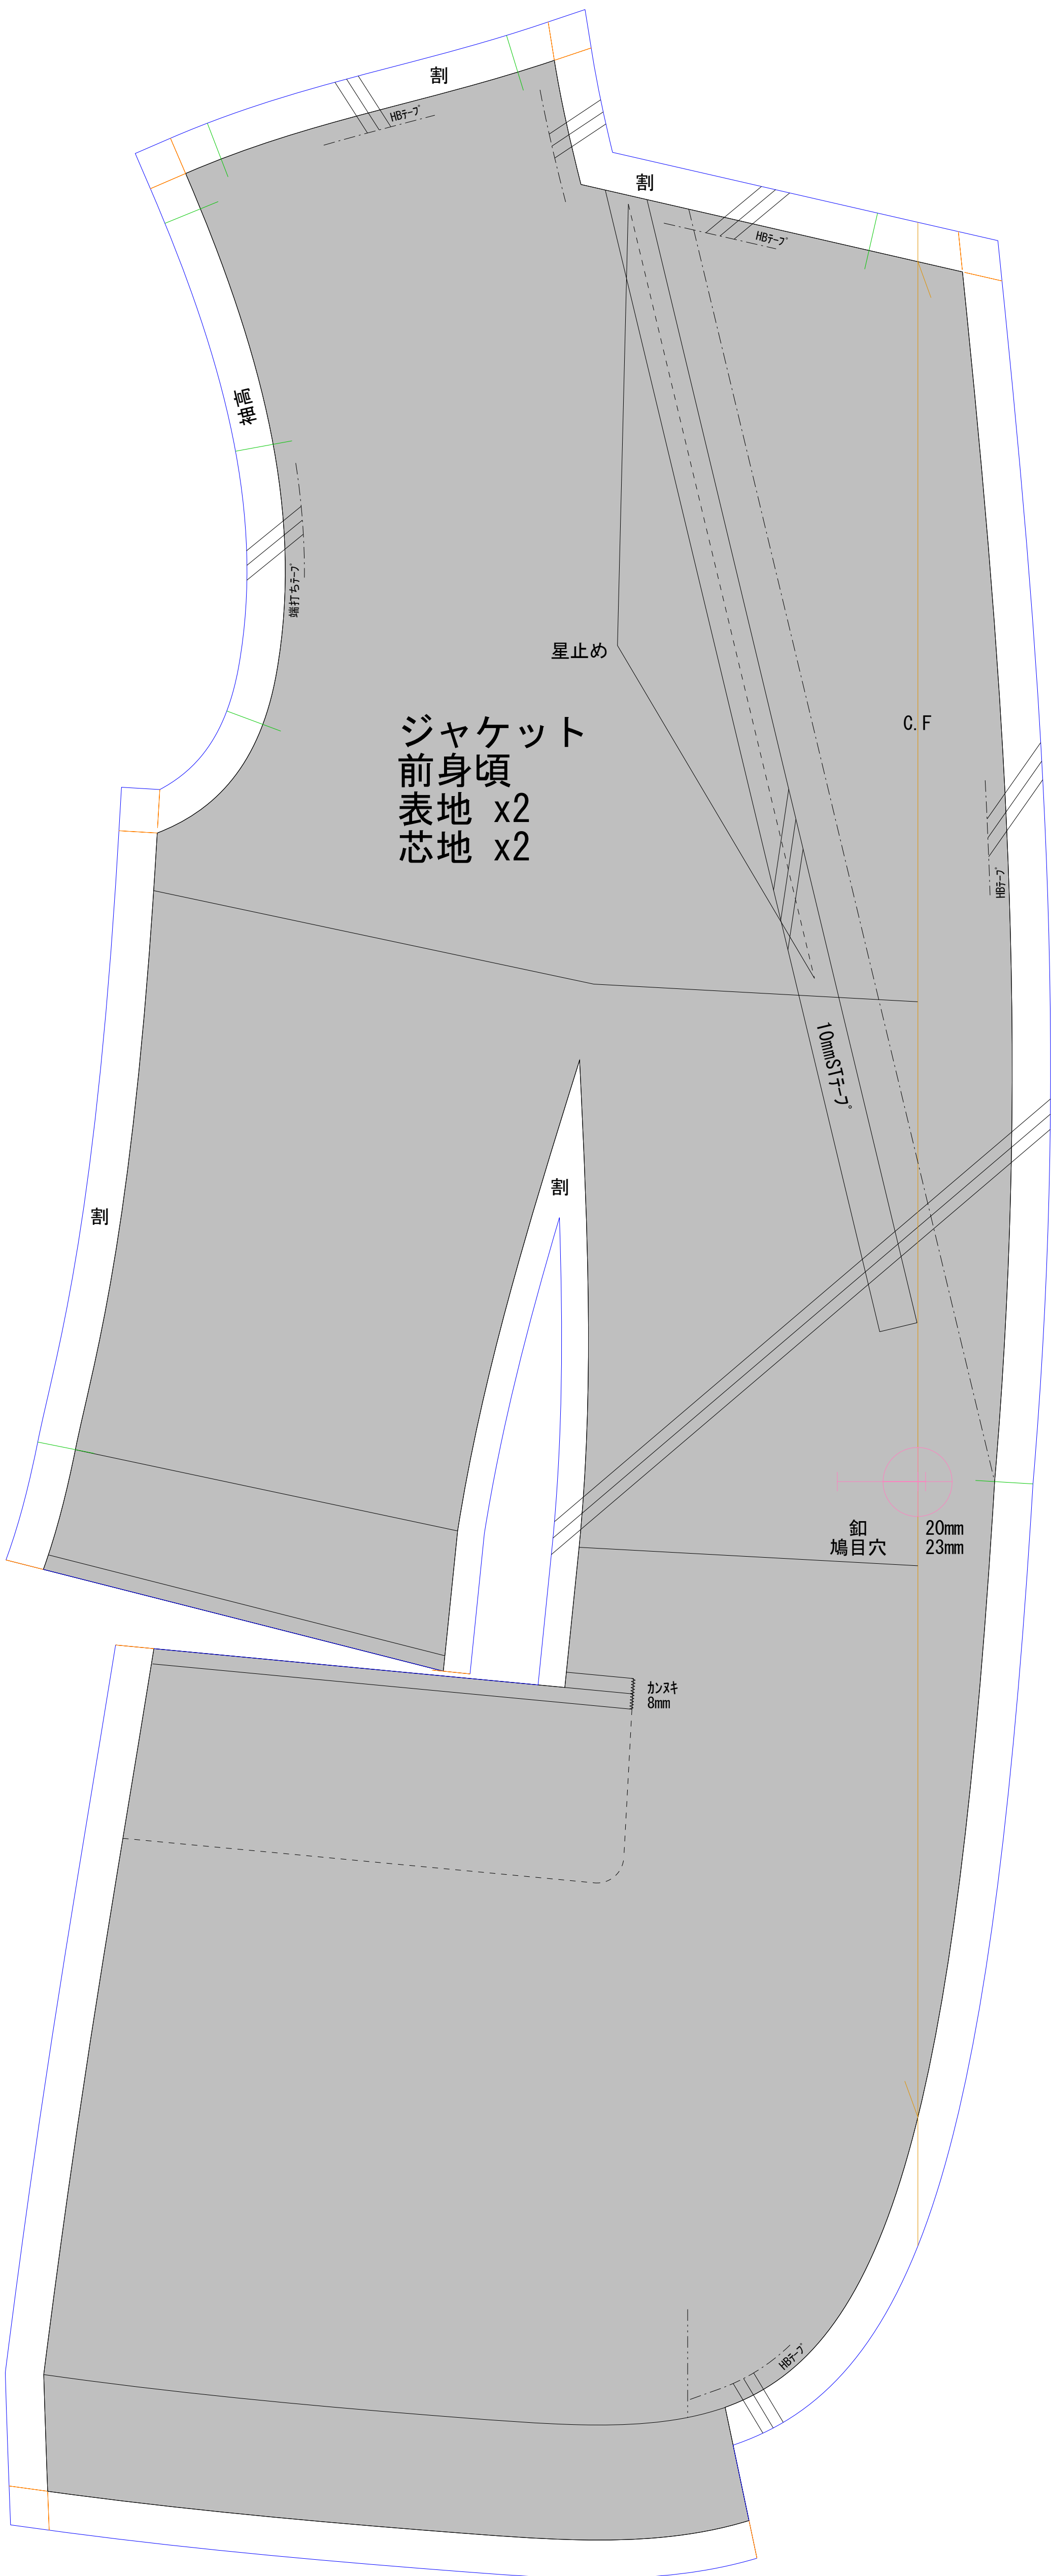 割
HBﾃｰﾌﾟ
割
HBﾃｰﾌﾟ
袖高
端打ちﾃｰﾌﾟ
星止め
C.F
ジャケット
前身頃
表地 x2
芯地 x2
HBﾃｰﾌﾟ
10mmSTﾃｰﾌﾟ
割
割
釦 20mm
鳩目穴 23mm
ｶﾝﾇｷ
8mm
HBﾃｰﾌﾟ